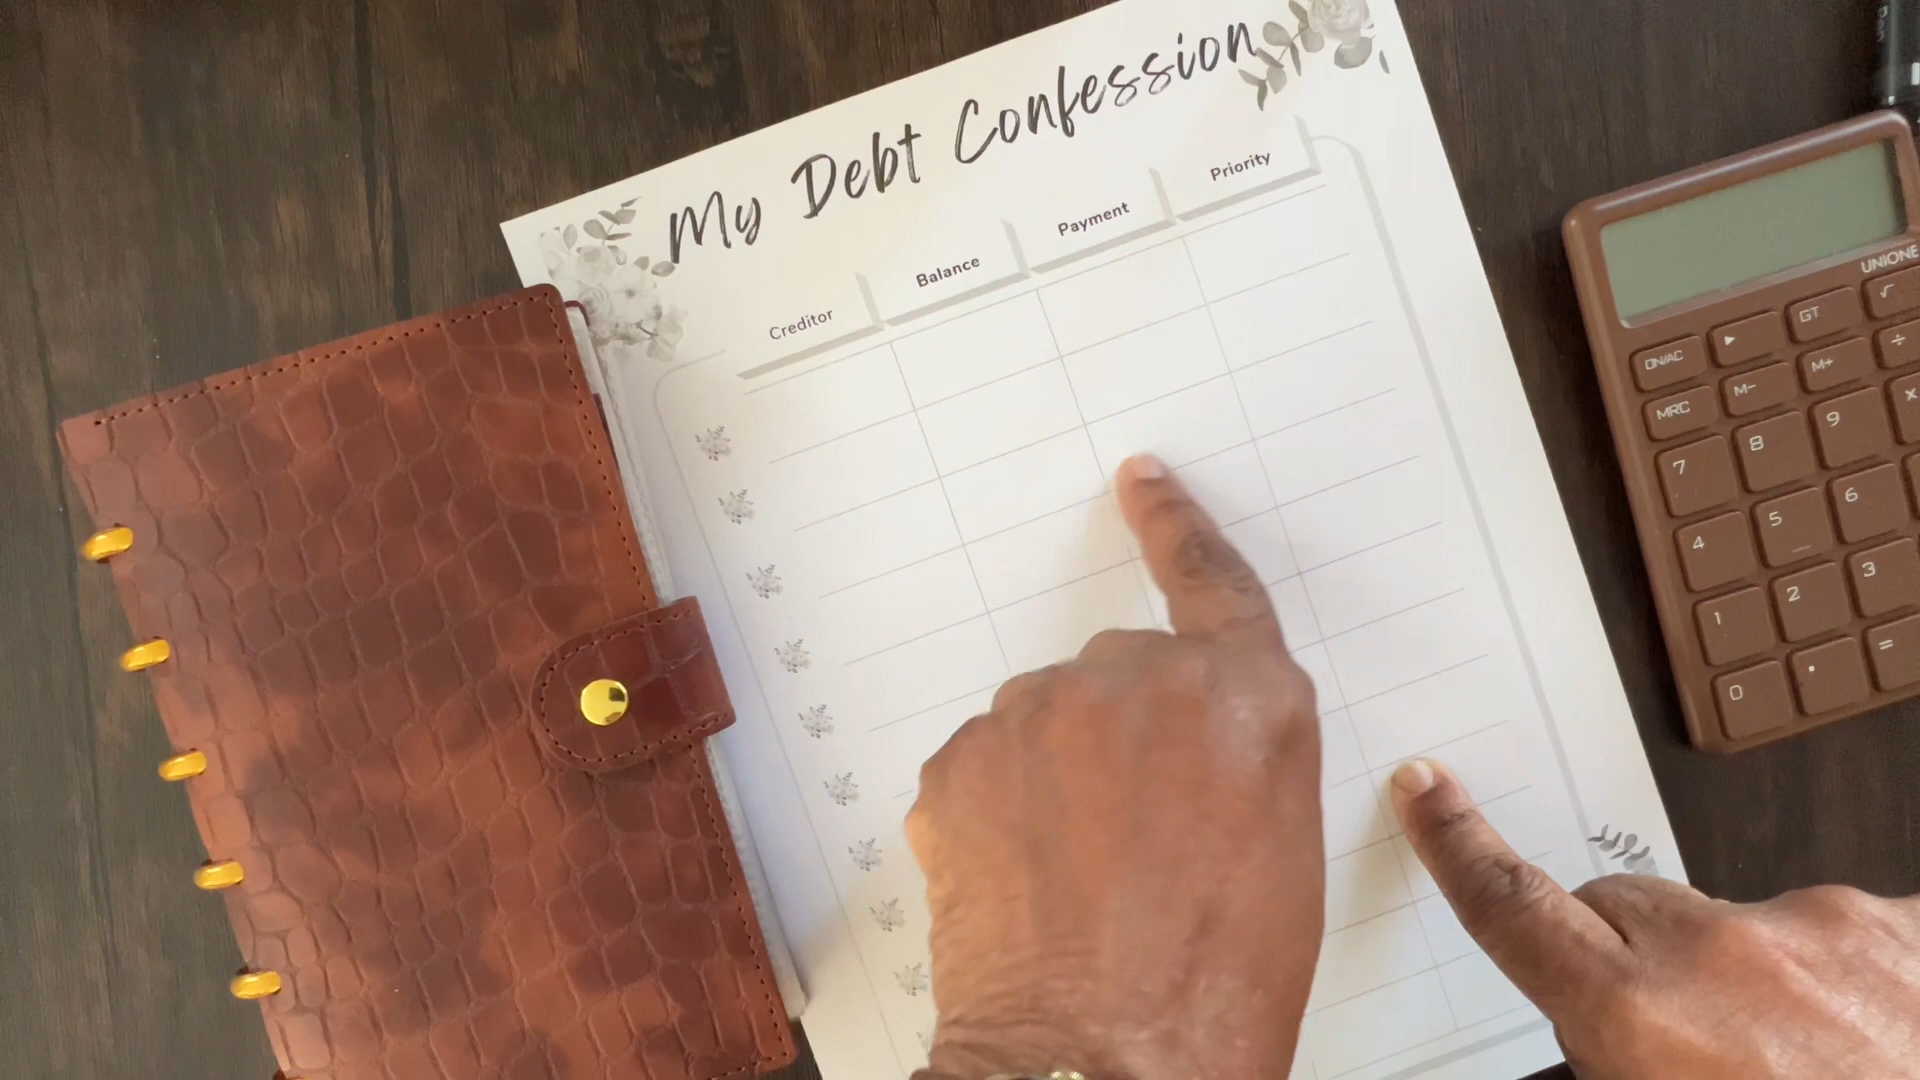 My Debt Confession
Creditor Balance Payment Priority
UNIONE
ON/AC ▶ GT √
MRC M- M+ ÷
7 8 9 ×
4 5 6
1 2 3
0 . =